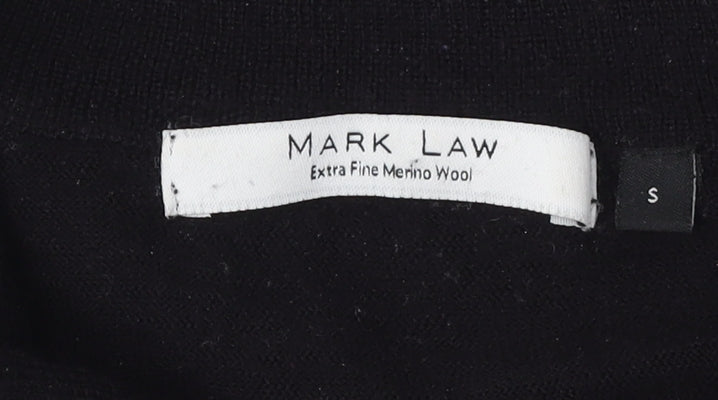 MARK LAW
Extra Fine Merino Wool
S